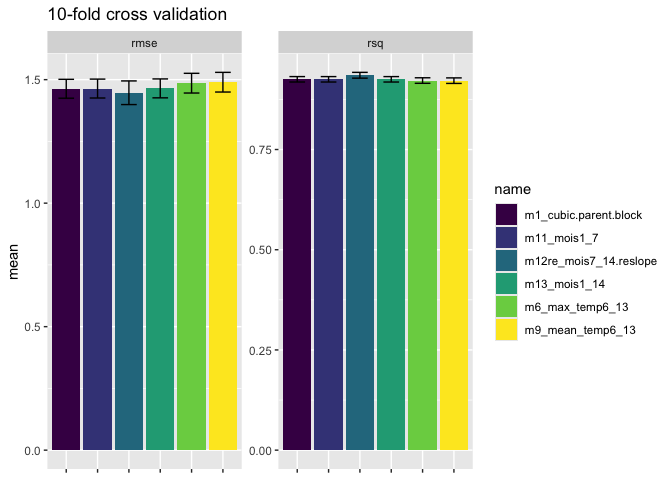 10-fold cross validation
rmse
rsq
mean
1.5
1.0
0.5
0.0
0.75
0.50
0.25
0.00
name
m1_cubic.parent.block
m11_mois1_7
m12re_mois7_14.reslope
m13_mois1_14
m6_max_temp6_13
m9_mean_temp6_13